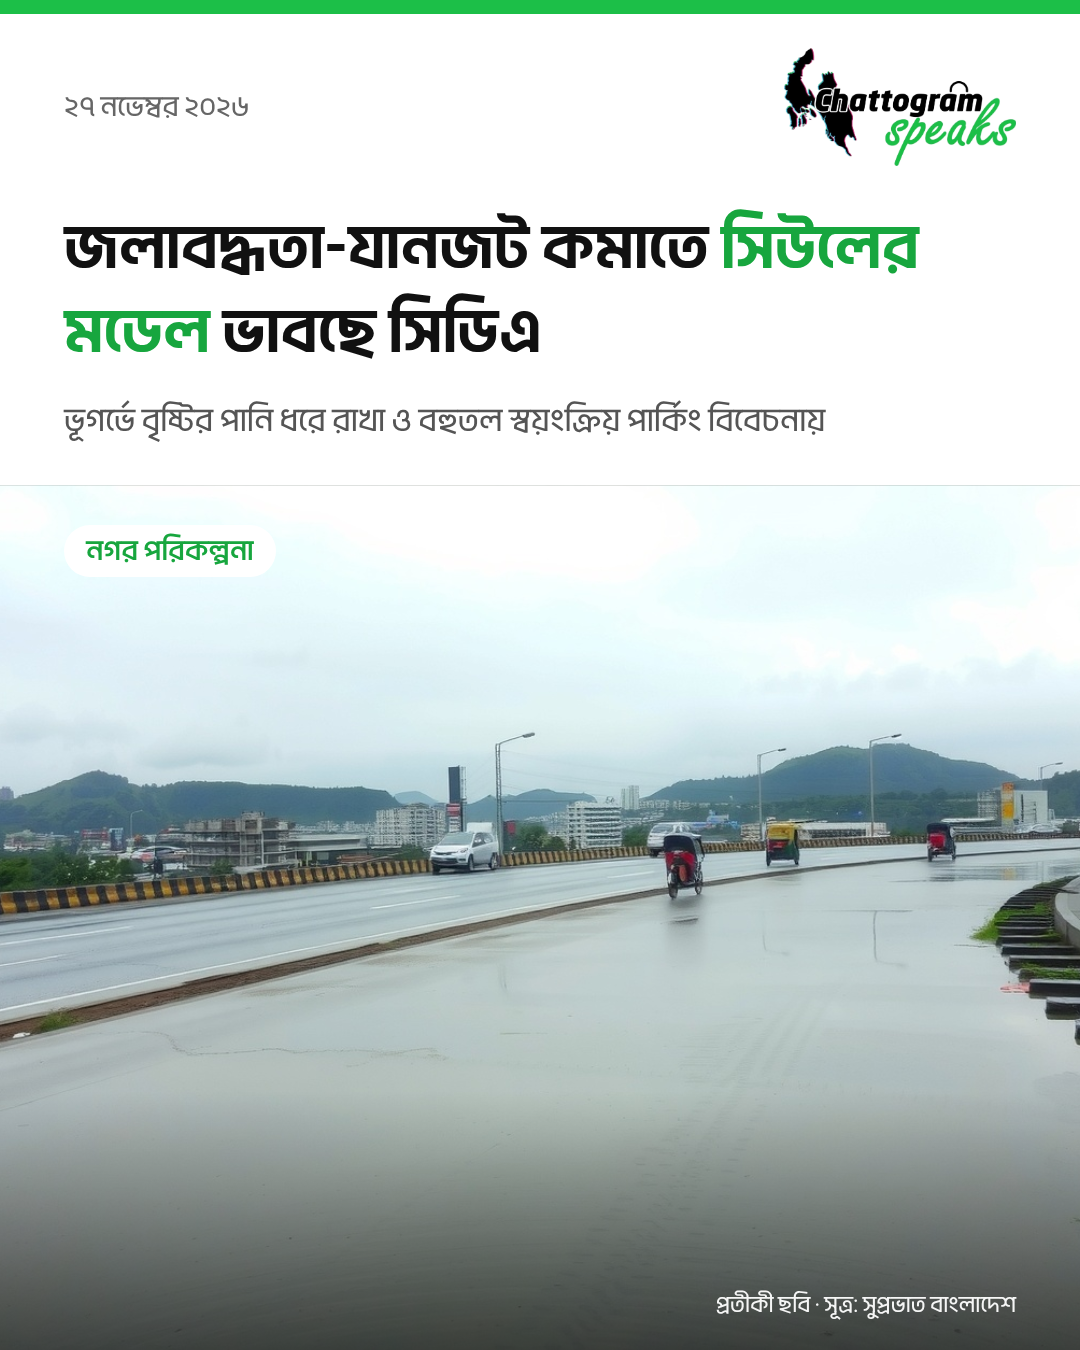 ২৭ নভেম্বর ২০২৬
Chattogram
speaks
জলাবদ্ধতা-যানজট কমাতে সিউলের
মডেল ভাবছে সিডিএ
ভূগর্ভে বৃষ্টির পানি ধরে রাখা ও বহুতল স্বয়ংক্রিয় পার্কিং বিবেচনায়
নগর পরিকল্পনা
প্রতীকী ছবি · সূত্র: সুপ্রভাত বাংলাদেশ